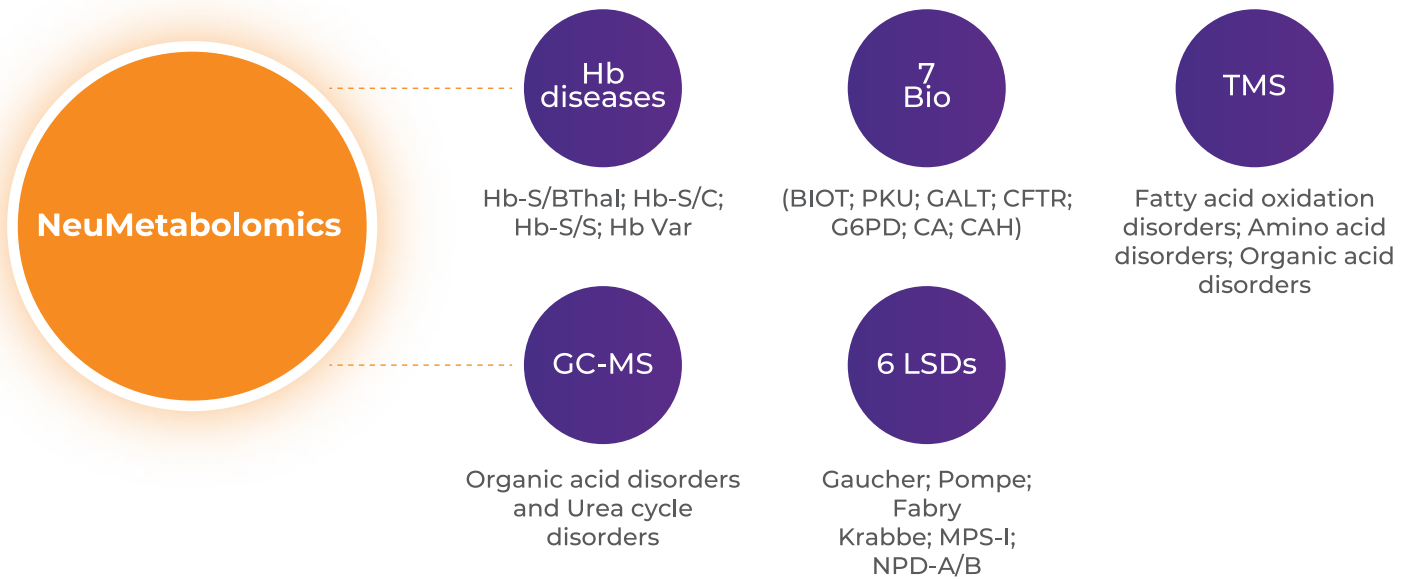 NeuMetabolomics
Hb
diseases
Hb-S/BThal; Hb-S/C;
Hb-S/S; Hb Var
7
Bio
(BIOT; PKU; GALT; CFTR;
G6PD; CA; CAH)
TMS
Fatty acid oxidation
disorders; Amino acid
disorders; Organic acid
disorders
GC-MS
Organic acid disorders
and Urea cycle
disorders
6 LSDs
Gaucher; Pompe;
Fabry
Krabbe; MPS-I;
NPD-A/B